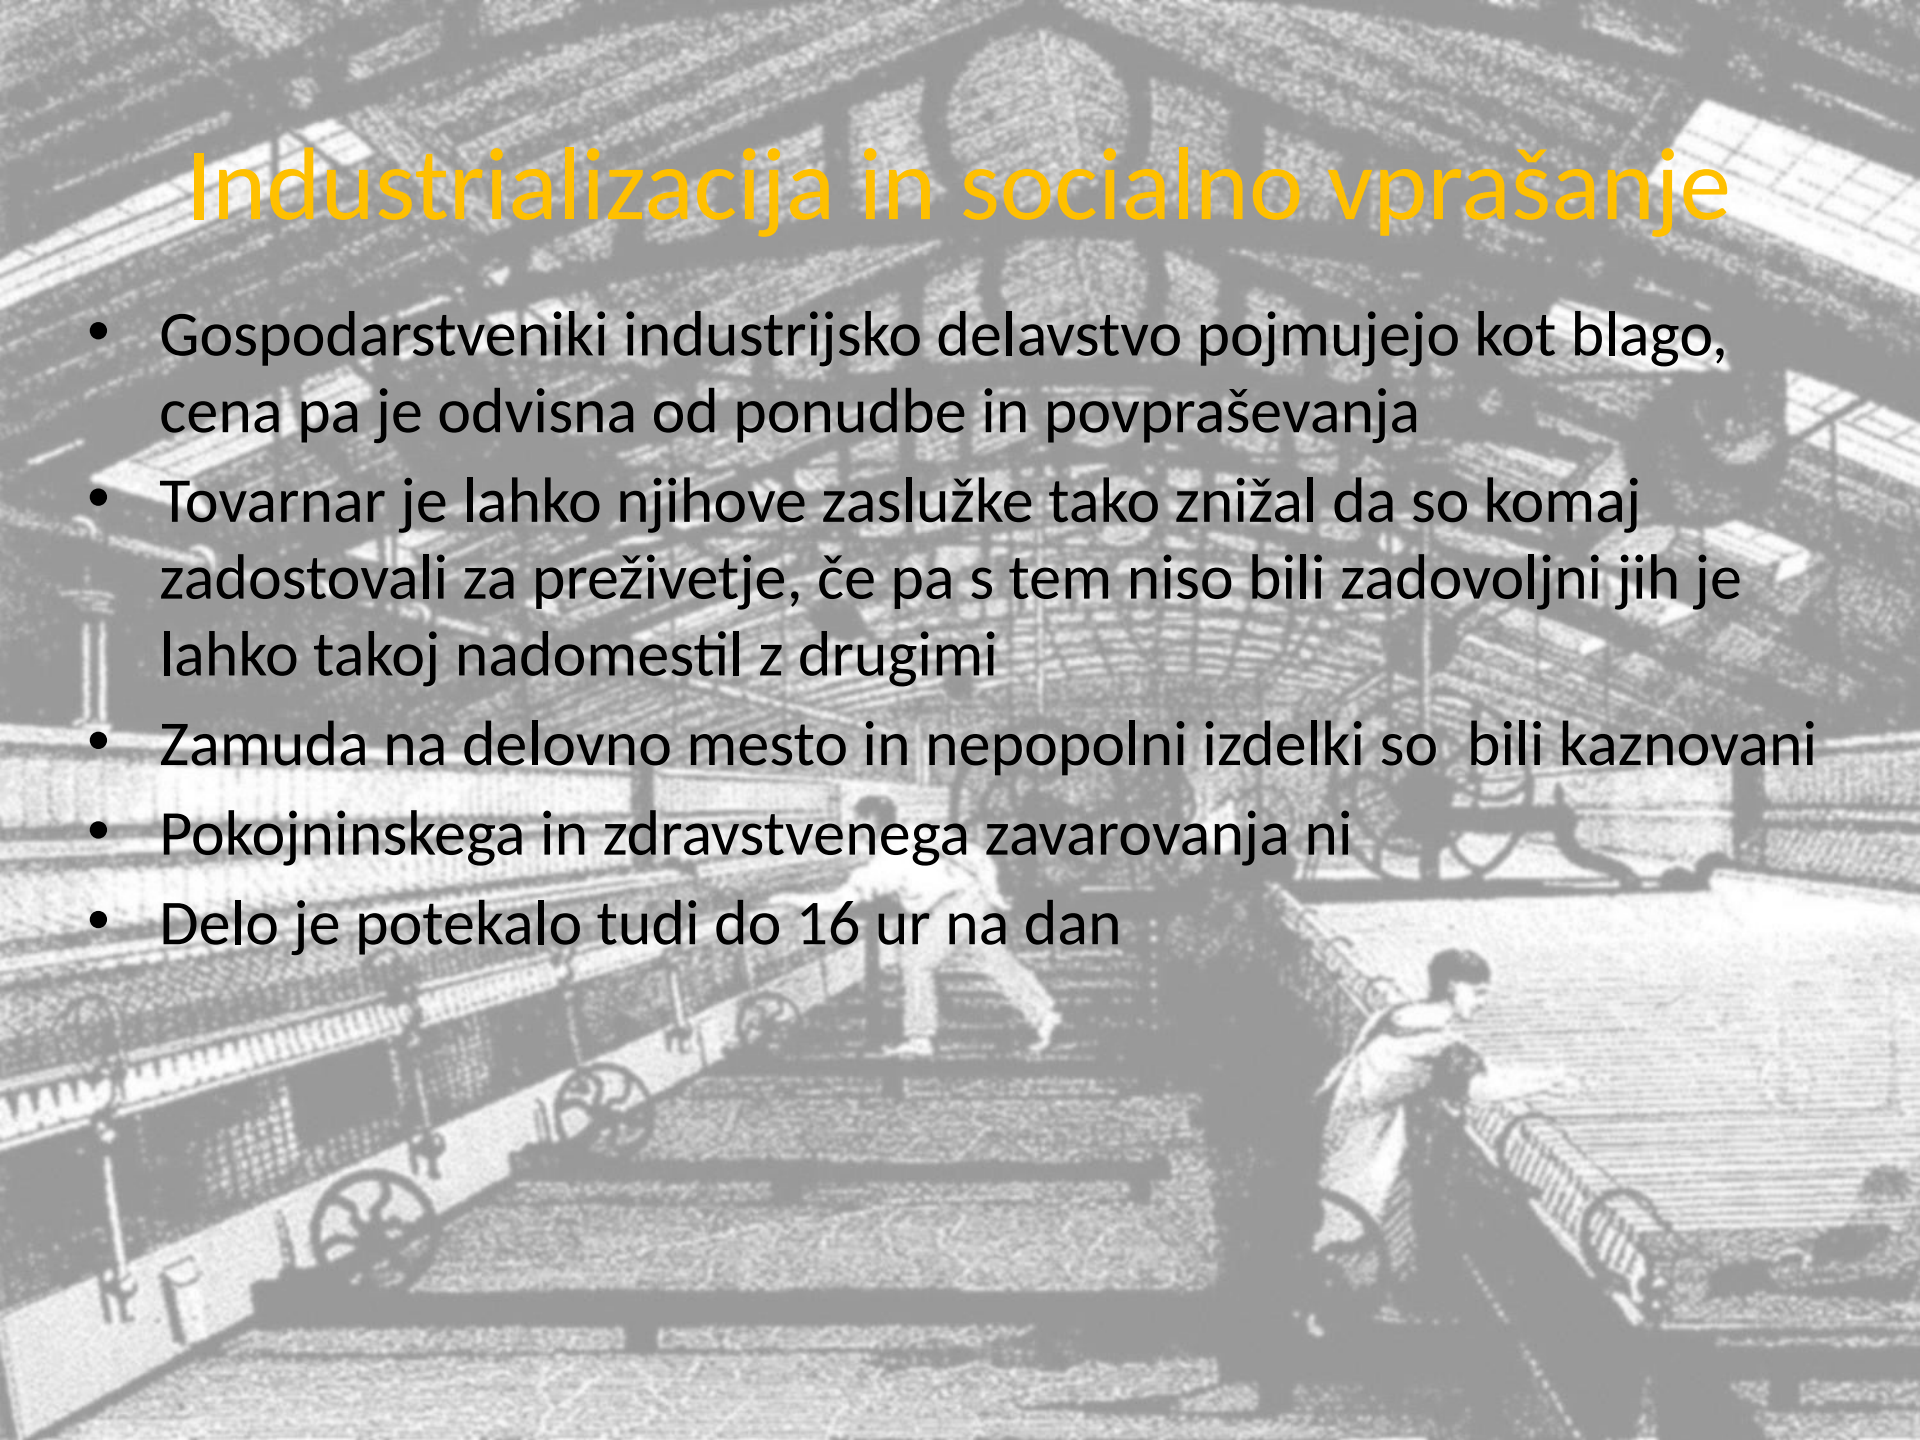 Industrializacija in socialno vprašanje
• Gospodarstveniki industrijsko delavstvo pojmujejo kot blago,
cena pa je odvisna od ponudbe in povpraševanja
• Tovarnar je lahko njihove zaslužke tako znižal da so komaj
zadostovali za preživetje, če pa s tem niso bili zadovoljni jih je
lahko takoj nadomestil z drugimi
• Zamuda na delovno mesto in nepopolni izdelki so  bili kaznovani
• Pokojninskega in zdravstvenega zavarovanja ni
• Delo je potekalo tudi do 16 ur na dan